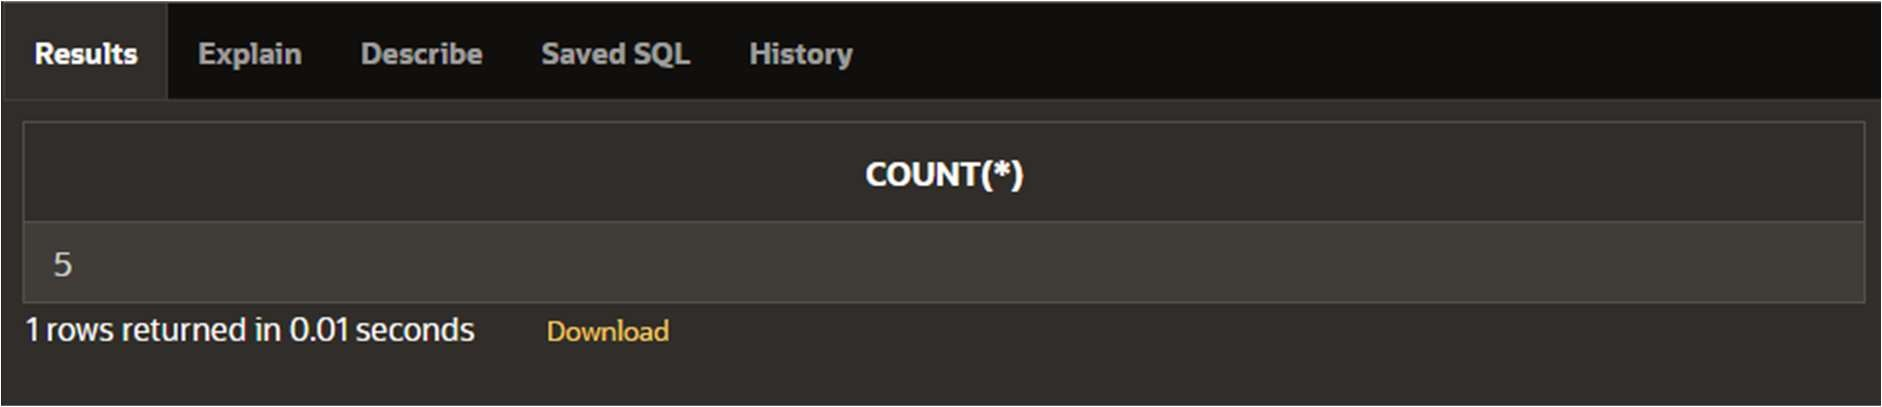 Results Explain Describe Saved SQL History
COUNT(*)
5
1 rows returned in 0.01 seconds Download